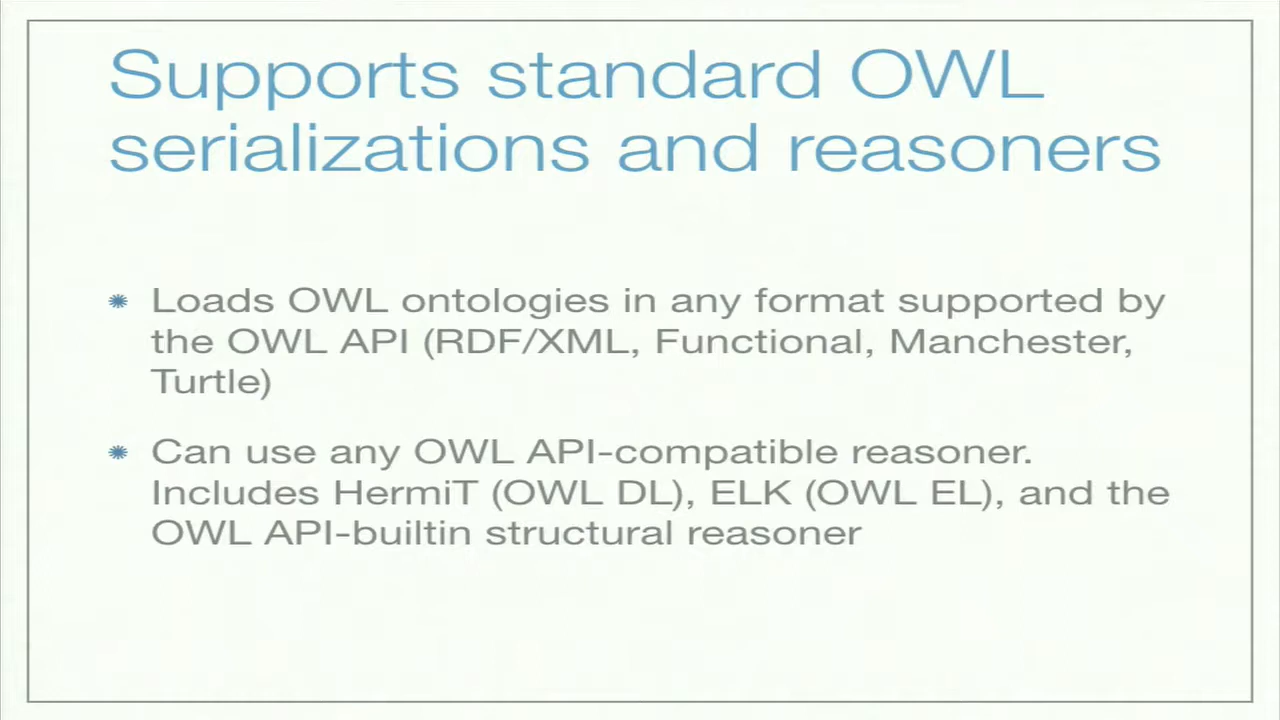 Supports standard OWL
serializations and reasoners
Loads OWL ontologies in any format supported by
the OWL API (RDF/XML, Functional, Manchester,
Turtle)
Can use any OWL API-compatible reasoner.
Includes HermiT (OWL DL), ELK (OWL EL), and the
OWL API-builtin structural reasoner